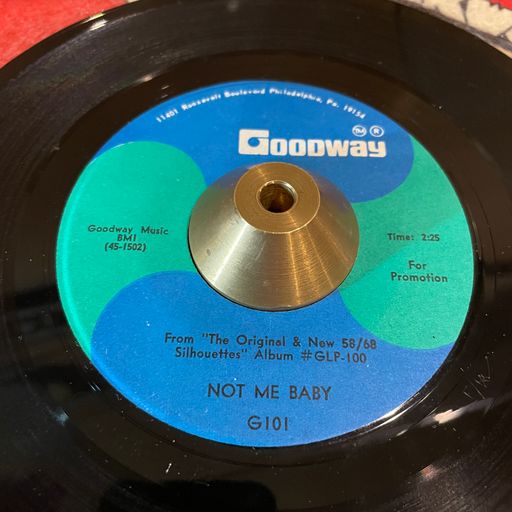 11401 Roosevelt Boulevard Philadelphia, Pa. 19154
GOODWAY TM R
Goodway Music
BMI
(45-1502)
Time: 2:25
For
Promotion
From "The Original & New 58/68
Silhouettes" Album #GLP-100
NOT ME BABY
G101